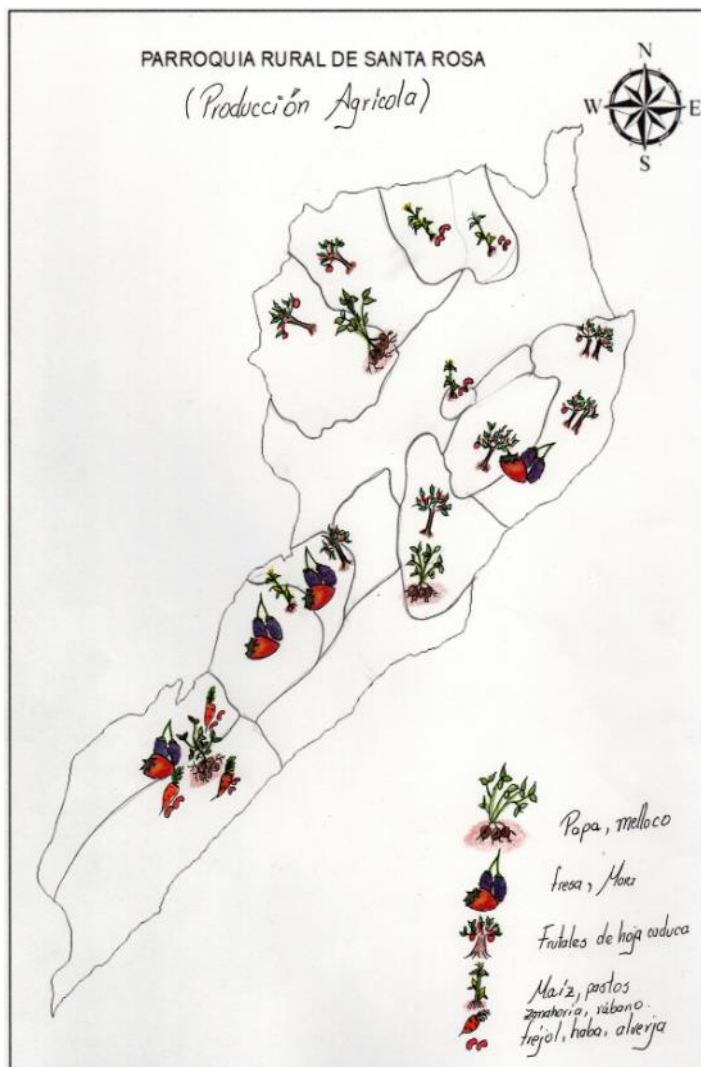 PARROQUIA RURAL DE SANTA ROSA
(Producción Agrícola)
N
W E
S
Papa, melloco
fresa, Mora
Frutales de hoja caduca
Maíz, pastos
zanahoria, rábano.
fréjol, haba, alverja